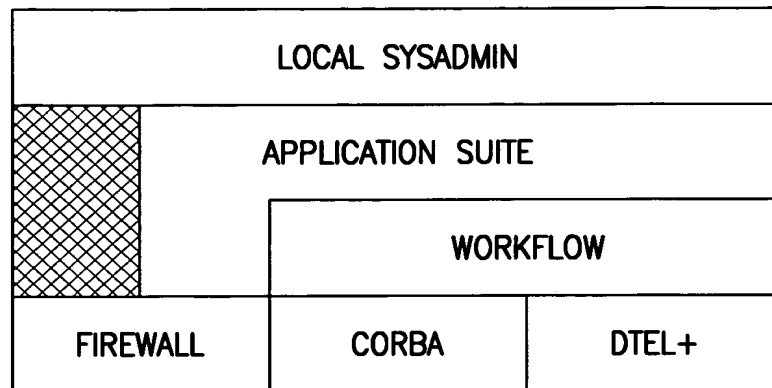 LOCAL SYSADMIN
APPLICATION SUITE
WORKFLOW
FIREWALL CORBA DTEL+